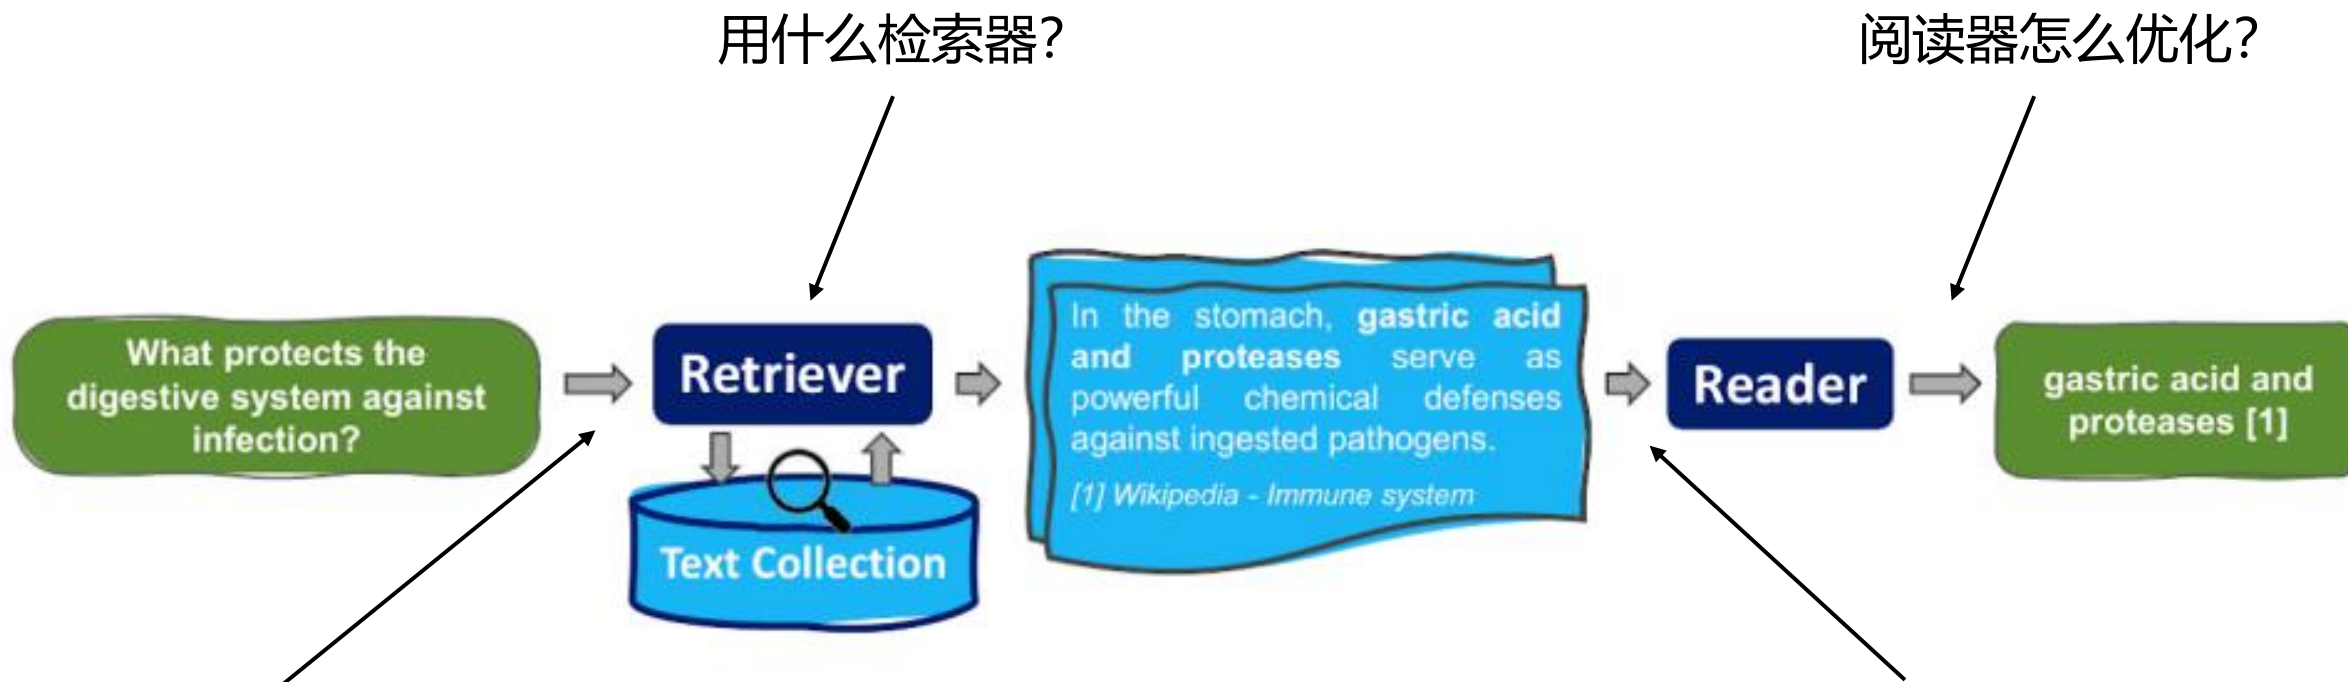 用什么检索器?
阅读器怎么优化?
What protects the
digestive system against
infection?
Retriever
Text Collection
In the stomach, gastric acid
and proteases serve as
powerful chemical defenses
against ingested pathogens.
[1] Wikipedia - Immune system
Reader
gastric acid and
proteases [1]